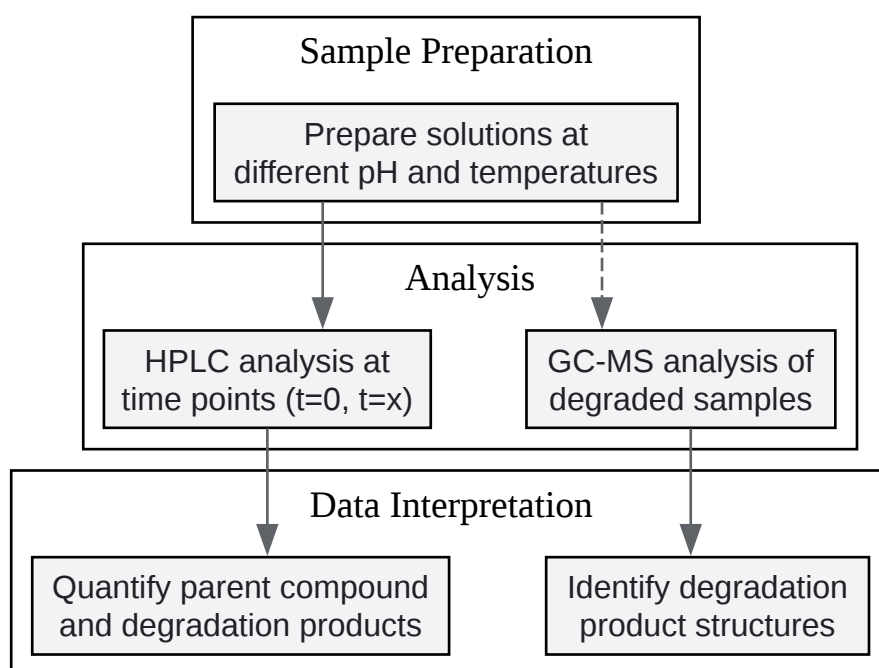 Sample Preparation
Prepare solutions at
different pH and temperatures
Analysis
HPLC analysis at
time points (t=0, t=x)
GC-MS analysis of
degraded samples
Data Interpretation
Quantify parent compound
and degradation products
Identify degradation
product structures